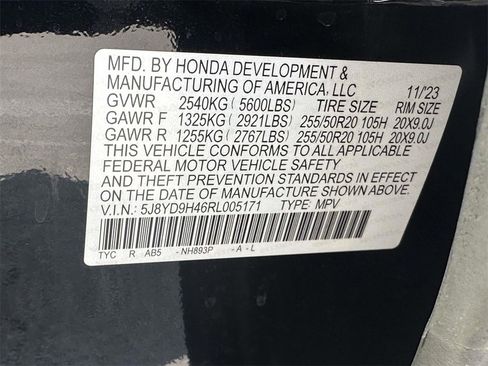 MFD. BY HONDA DEVELOPMENT &
MANUFACTURING OF AMERICA, LLC 11/23
GVWR 2540KG ( 5600LBS) TIRE SIZE RIM SIZE
GAWR F 1325KG ( 2921LBS) 255/50R20 105H 20X9.0J
GAWR R 1255KG ( 2767LBS) 255/50R20 105H 20X9.0J
THIS VEHICLE CONFORMS TO ALL APPLICABLE
FEDERAL MOTOR VEHICLE SAFETY
AND THEFT PREVENTION STANDARDS IN EFFECT ON
THE DATE OF MANUFACTURE SHOWN ABOVE.
V.I.N.: 5J8YD9H46RL005171 TYPE: MPV
TYC R AB5 - NH893P - A - L